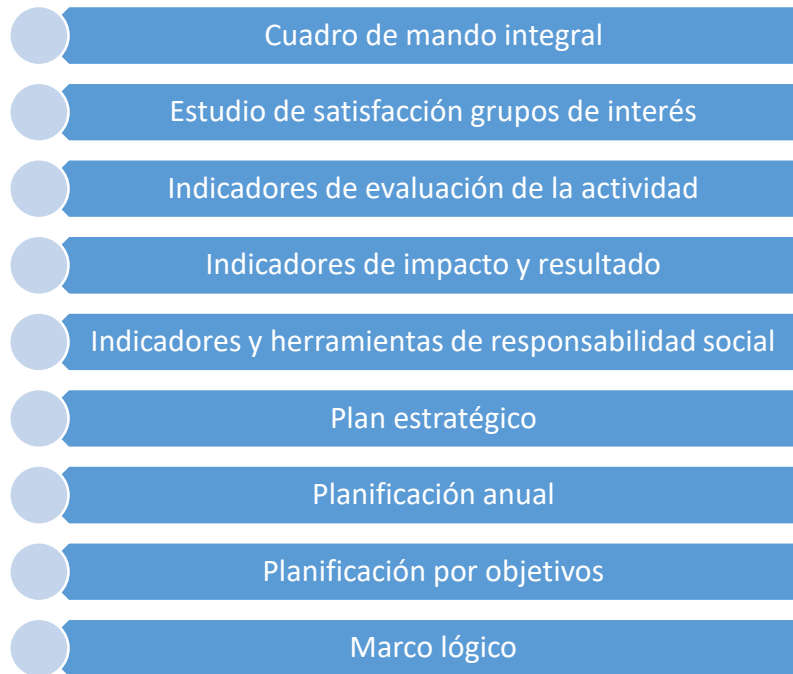 Cuadro de mando integral
Estudio de satisfacción grupos de interés
Indicadores de evaluación de la actividad
Indicadores de impacto y resultado
Indicadores y herramientas de responsabilidad social
Plan estratégico
Planificación anual
Planificación por objetivos
Marco lógico